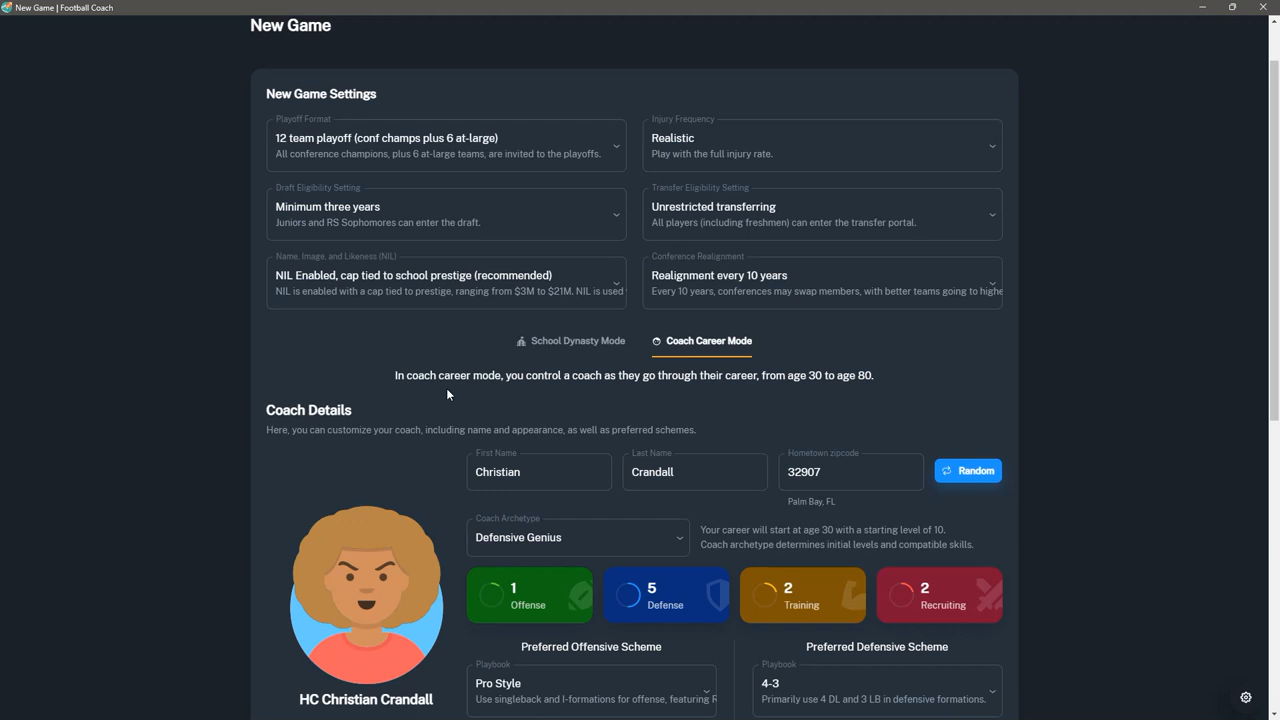 New Game | Football Coach
New Game
New Game Settings
Playoff Format
12 team playoff (conf champs plus 6 at-large)
All conference champions, plus 6 at-large teams, are invited to the playoffs.
Injury Frequency
Realistic
Play with the full injury rate.
Draft Eligibility Setting
Minimum three years
Juniors and RS Sophomores can enter the draft.
Transfer Eligibility Setting
Unrestricted transferring
All players (including freshmen) can enter the transfer portal.
Name, Image, and Likeness (NIL)
NIL Enabled, cap tied to school prestige (recommended)
NIL is enabled with a cap tied to prestige, ranging from $3M to $21M. NIL is used
Conference Realignment
Realignment every 10 years
Every 10 years, conferences may swap members, with better teams going to highe
School Dynasty Mode
Coach Career Mode
In coach career mode, you control a coach as they go through their career, from age 30 to age 80.
Coach Details
Here, you can customize your coach, including name and appearance, as well as preferred schemes.
First Name
Christian
Last Name
Crandall
Hometown zipcode
32907
Palm Bay, FL
Random
Coach Archetype
Defensive Genius
Your career will start at age 30 with a starting level of 10.
Coach archetype determines initial levels and compatible skills.
1
Offense
5
Defense
2
Training
2
Recruiting
HC Christian Crandall
Preferred Offensive Scheme
Playbook
Pro Style
Use singleback and I-formations for offense, featuring R
Preferred Defensive Scheme
Playbook
4-3
Primarily use 4 DL and 3 LB in defensive formations.